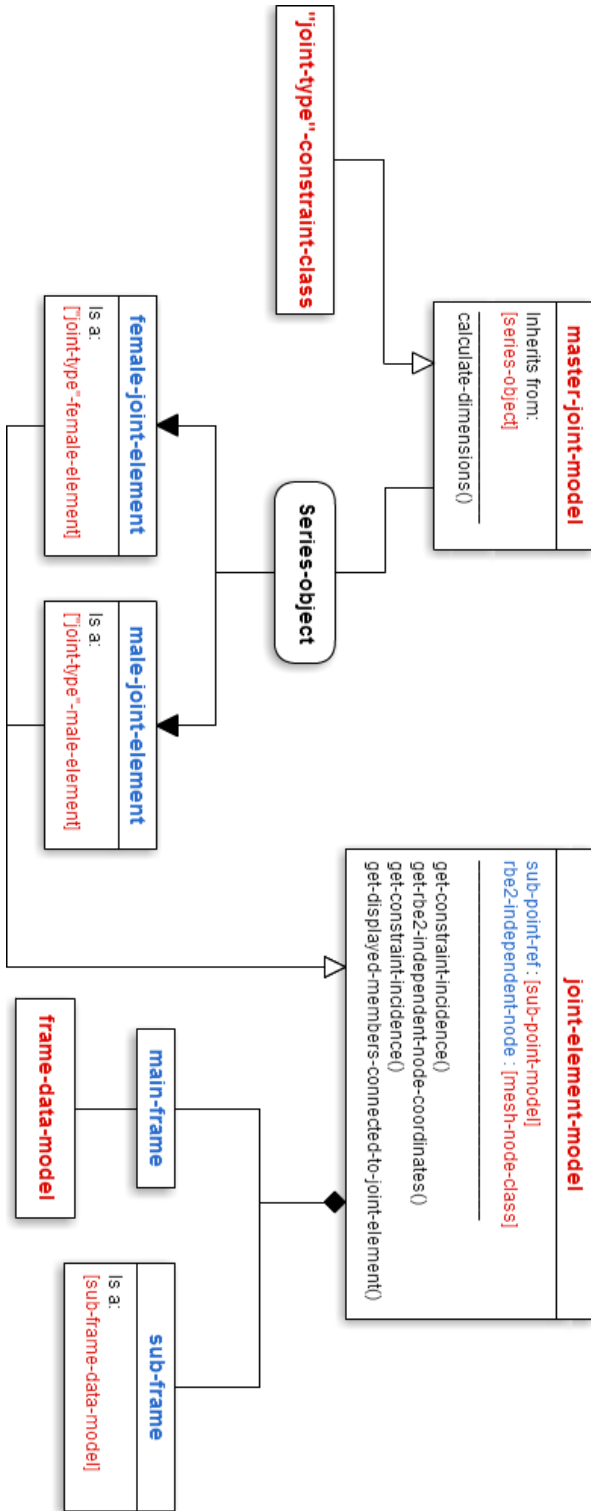 master-joint-model
Inherits from:
[series-object]
calculate-dimensions()
"joint-type"-constraint-class
Series-object
female-joint-element
Is a:
["joint-type"-female-element]
male-joint-element
Is a:
["joint-type"-male-element]
joint-element-model
sub-point-ref : [sub-point-model]
rbe2-independent-node : [mesh-node-class]
get-constraint-incidence()
get-rbe2-independent-node-coordinates()
get-constraint-incidence()
get-displayed-members-connected-to-joint-element()
main-frame
frame-data-model
sub-frame
Is a:
[sub-frame-data-model]